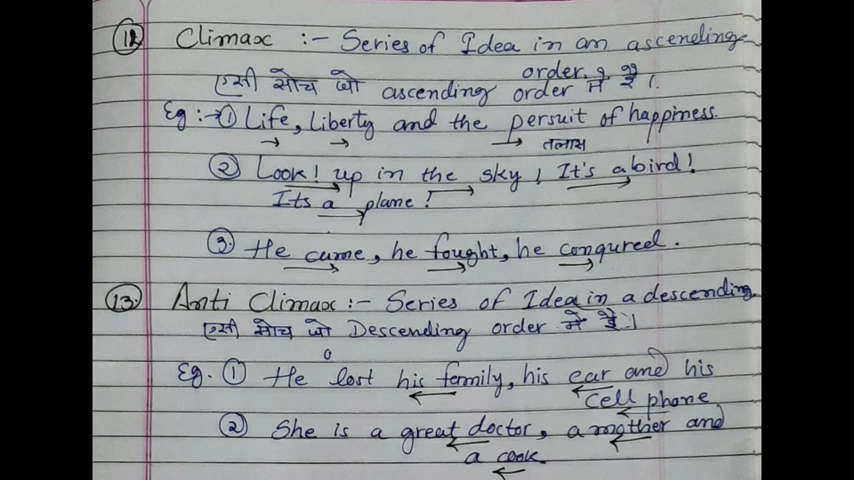 12 Climax :- Series of Idea in an ascending
order.
एसी सोच जो ascending order में है।
Eg :-→ ① Life, Liberty and the persuit of happiness.
तलास
② Look! up in the sky, It's a bird!
Its a plane!
③. He came, he fought, he conqured.
13. Anti Climax :- Series of Idea in a descending
एसी सोच जो Descending order में है।
Eg. ① He lost his family, his car and his
cell phone
② She is a great doctor, a mother and
a cook.